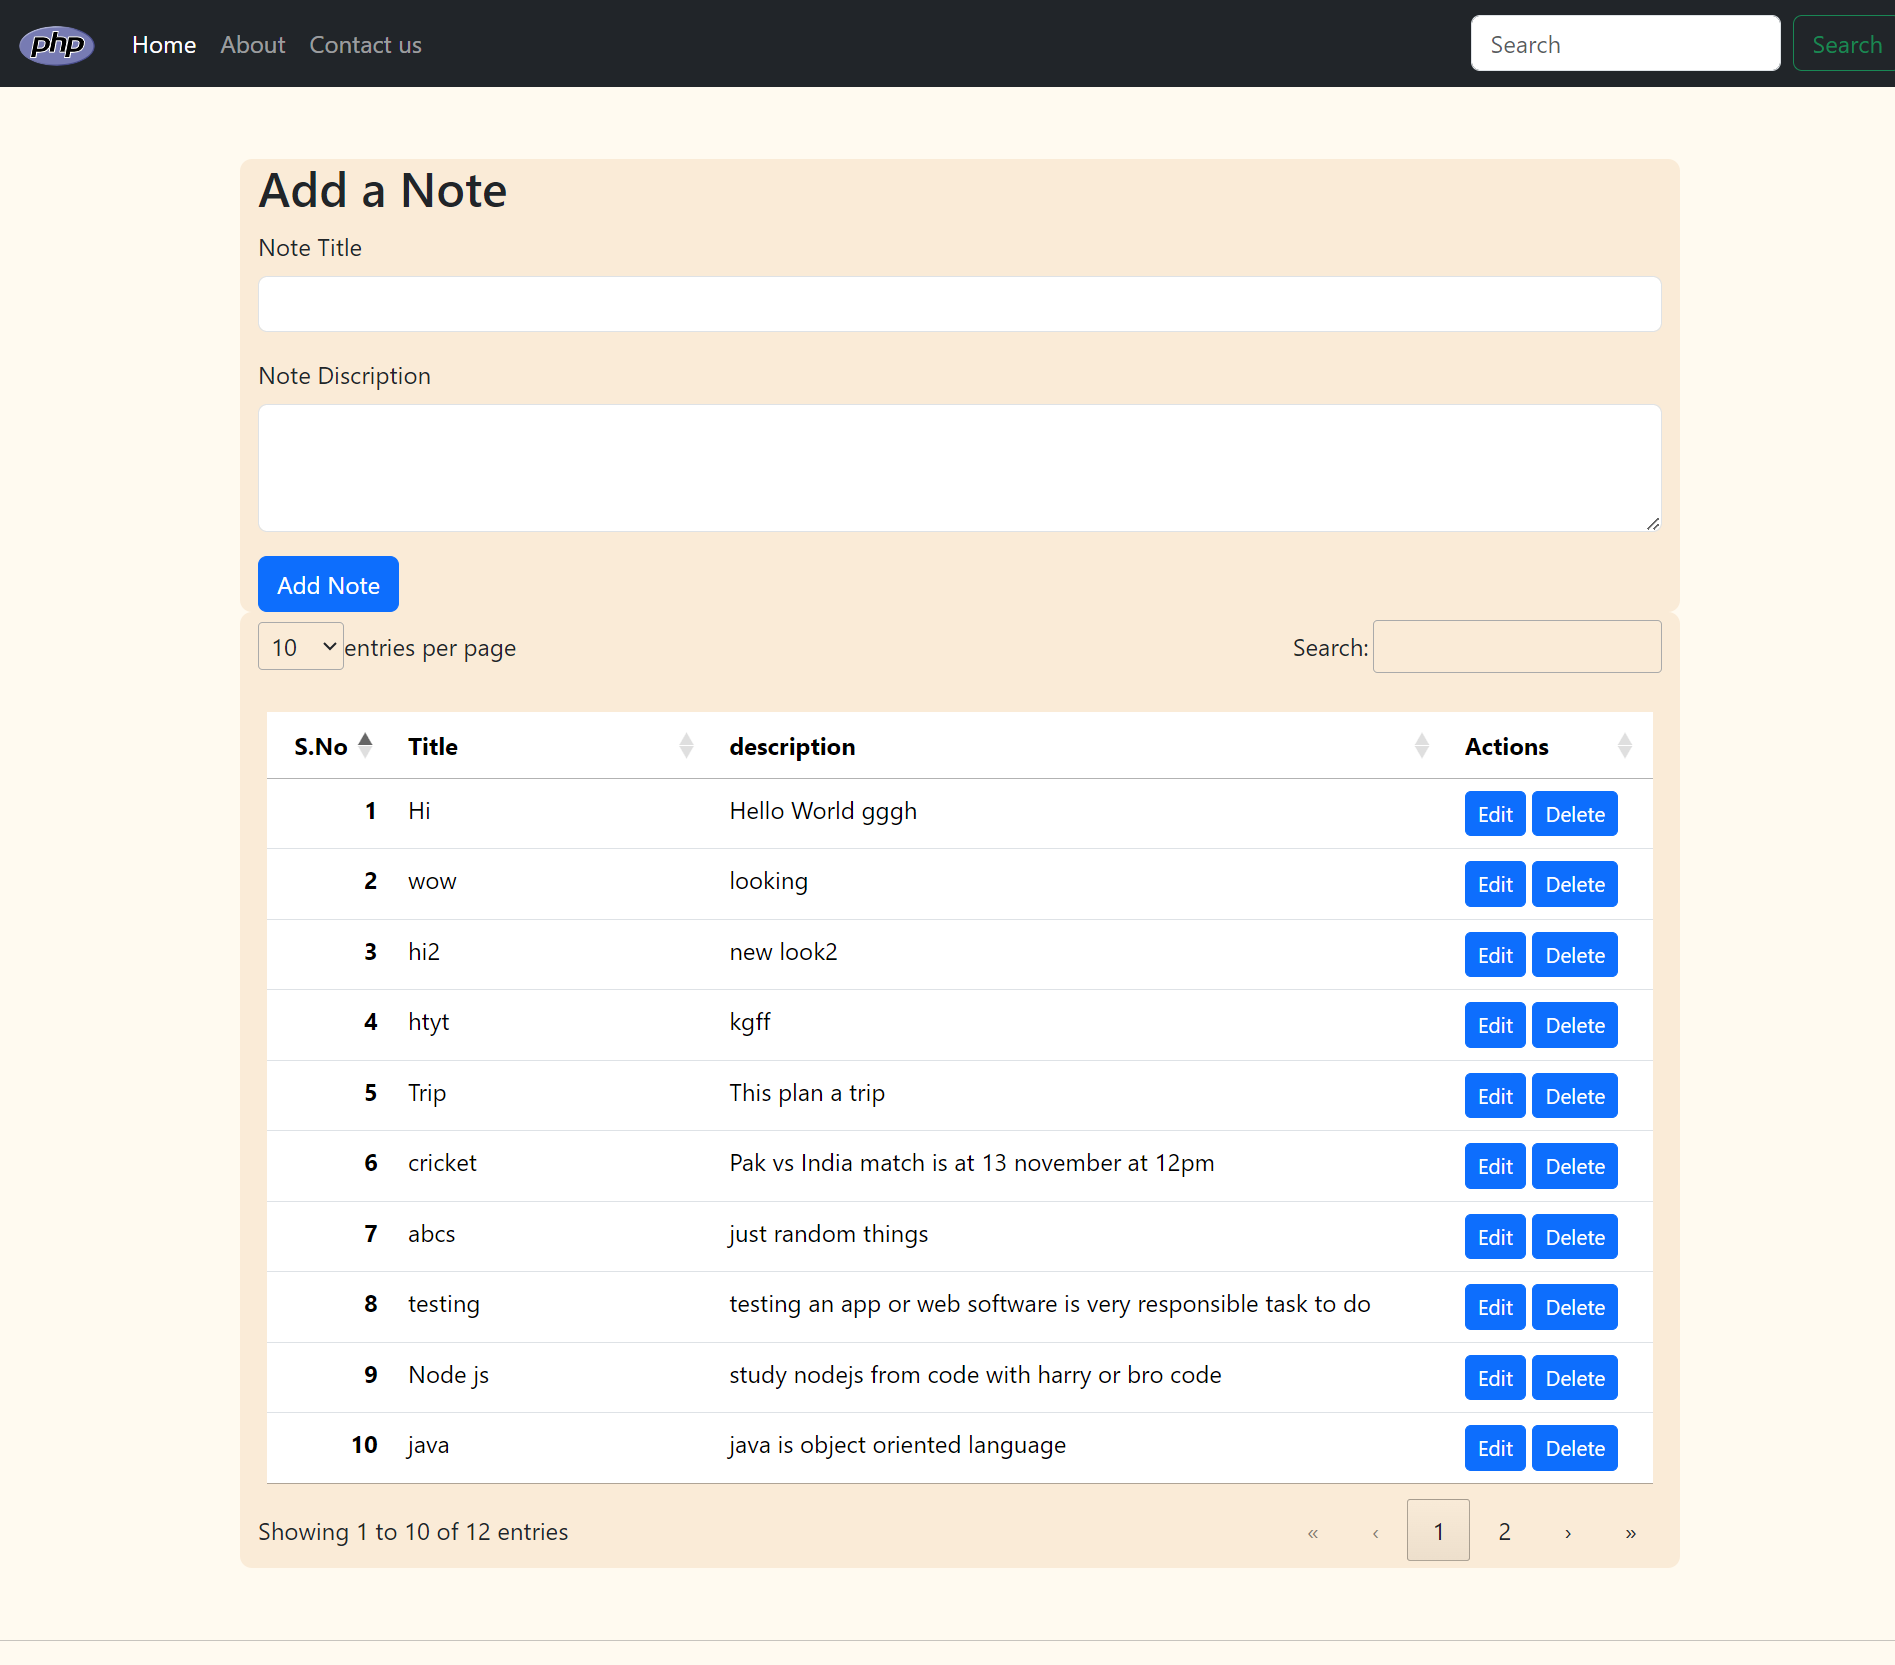 php Home About Contact us Search Search
Add a Note
Note Title
Note Discription
Add Note
10 entries per page Search:
S.No Title description Actions
1 Hi Hello World gggh Edit Delete
2 wow looking Edit Delete
3 hi2 new look2 Edit Delete
4 htyt kgff Edit Delete
5 Trip This plan a trip Edit Delete
6 cricket Pak vs India match is at 13 november at 12pm Edit Delete
7 abcs just random things Edit Delete
8 testing testing an app or web software is very responsible task to do Edit Delete
9 Node js study nodejs from code with harry or bro code Edit Delete
10 java java is object oriented language Edit Delete
Showing 1 to 10 of 12 entries « ‹ 1 2 › »